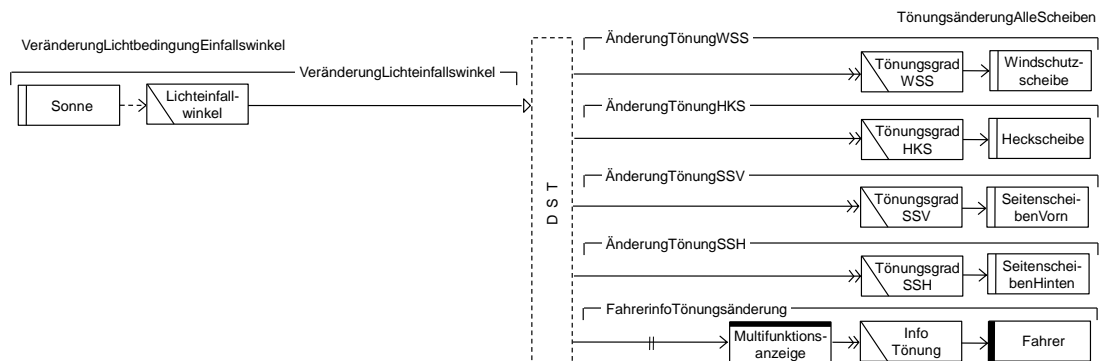 TönungsänderungAlleScheiben
VeränderungLichtbedingungEinfallswinkel
VeränderungLichteinfallswinkel
Sonne
Lichteinfall-
winkel
D S T
ÄnderungTönungWSS
Tönungsgrad
WSS
Windschutz-
scheibe
ÄnderungTönungHKS
Tönungsgrad
HKS
Heckscheibe
ÄnderungTönungSSV
Tönungsgrad
SSV
Seitenschei-
benVorn
ÄnderungTönungSSH
Tönungsgrad
SSH
Seitenschei-
benHinten
FahrerinfoTönungsänderung
Multifunktions-
anzeige
Info
Tönung
Fahrer